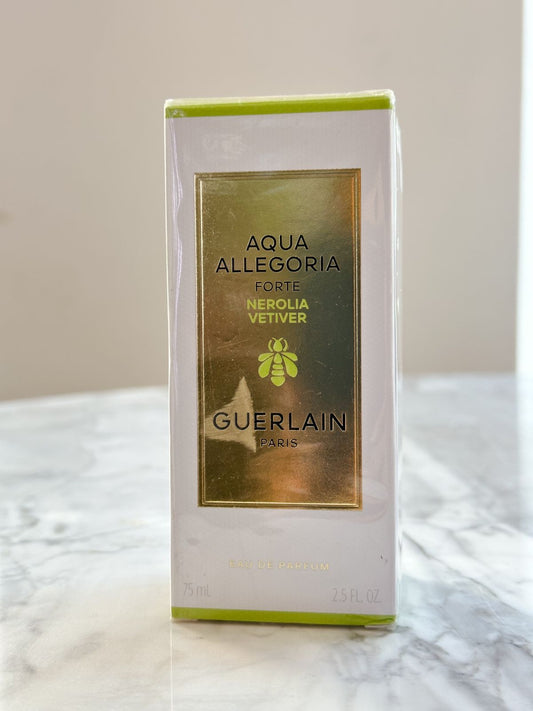 AQUA
ALLEGORIA
FORTE
NEROLIA
VETIVER
GUERLAIN
PARIS
EAU DE PARFUM
75 mL 2.5 FL. OZ.